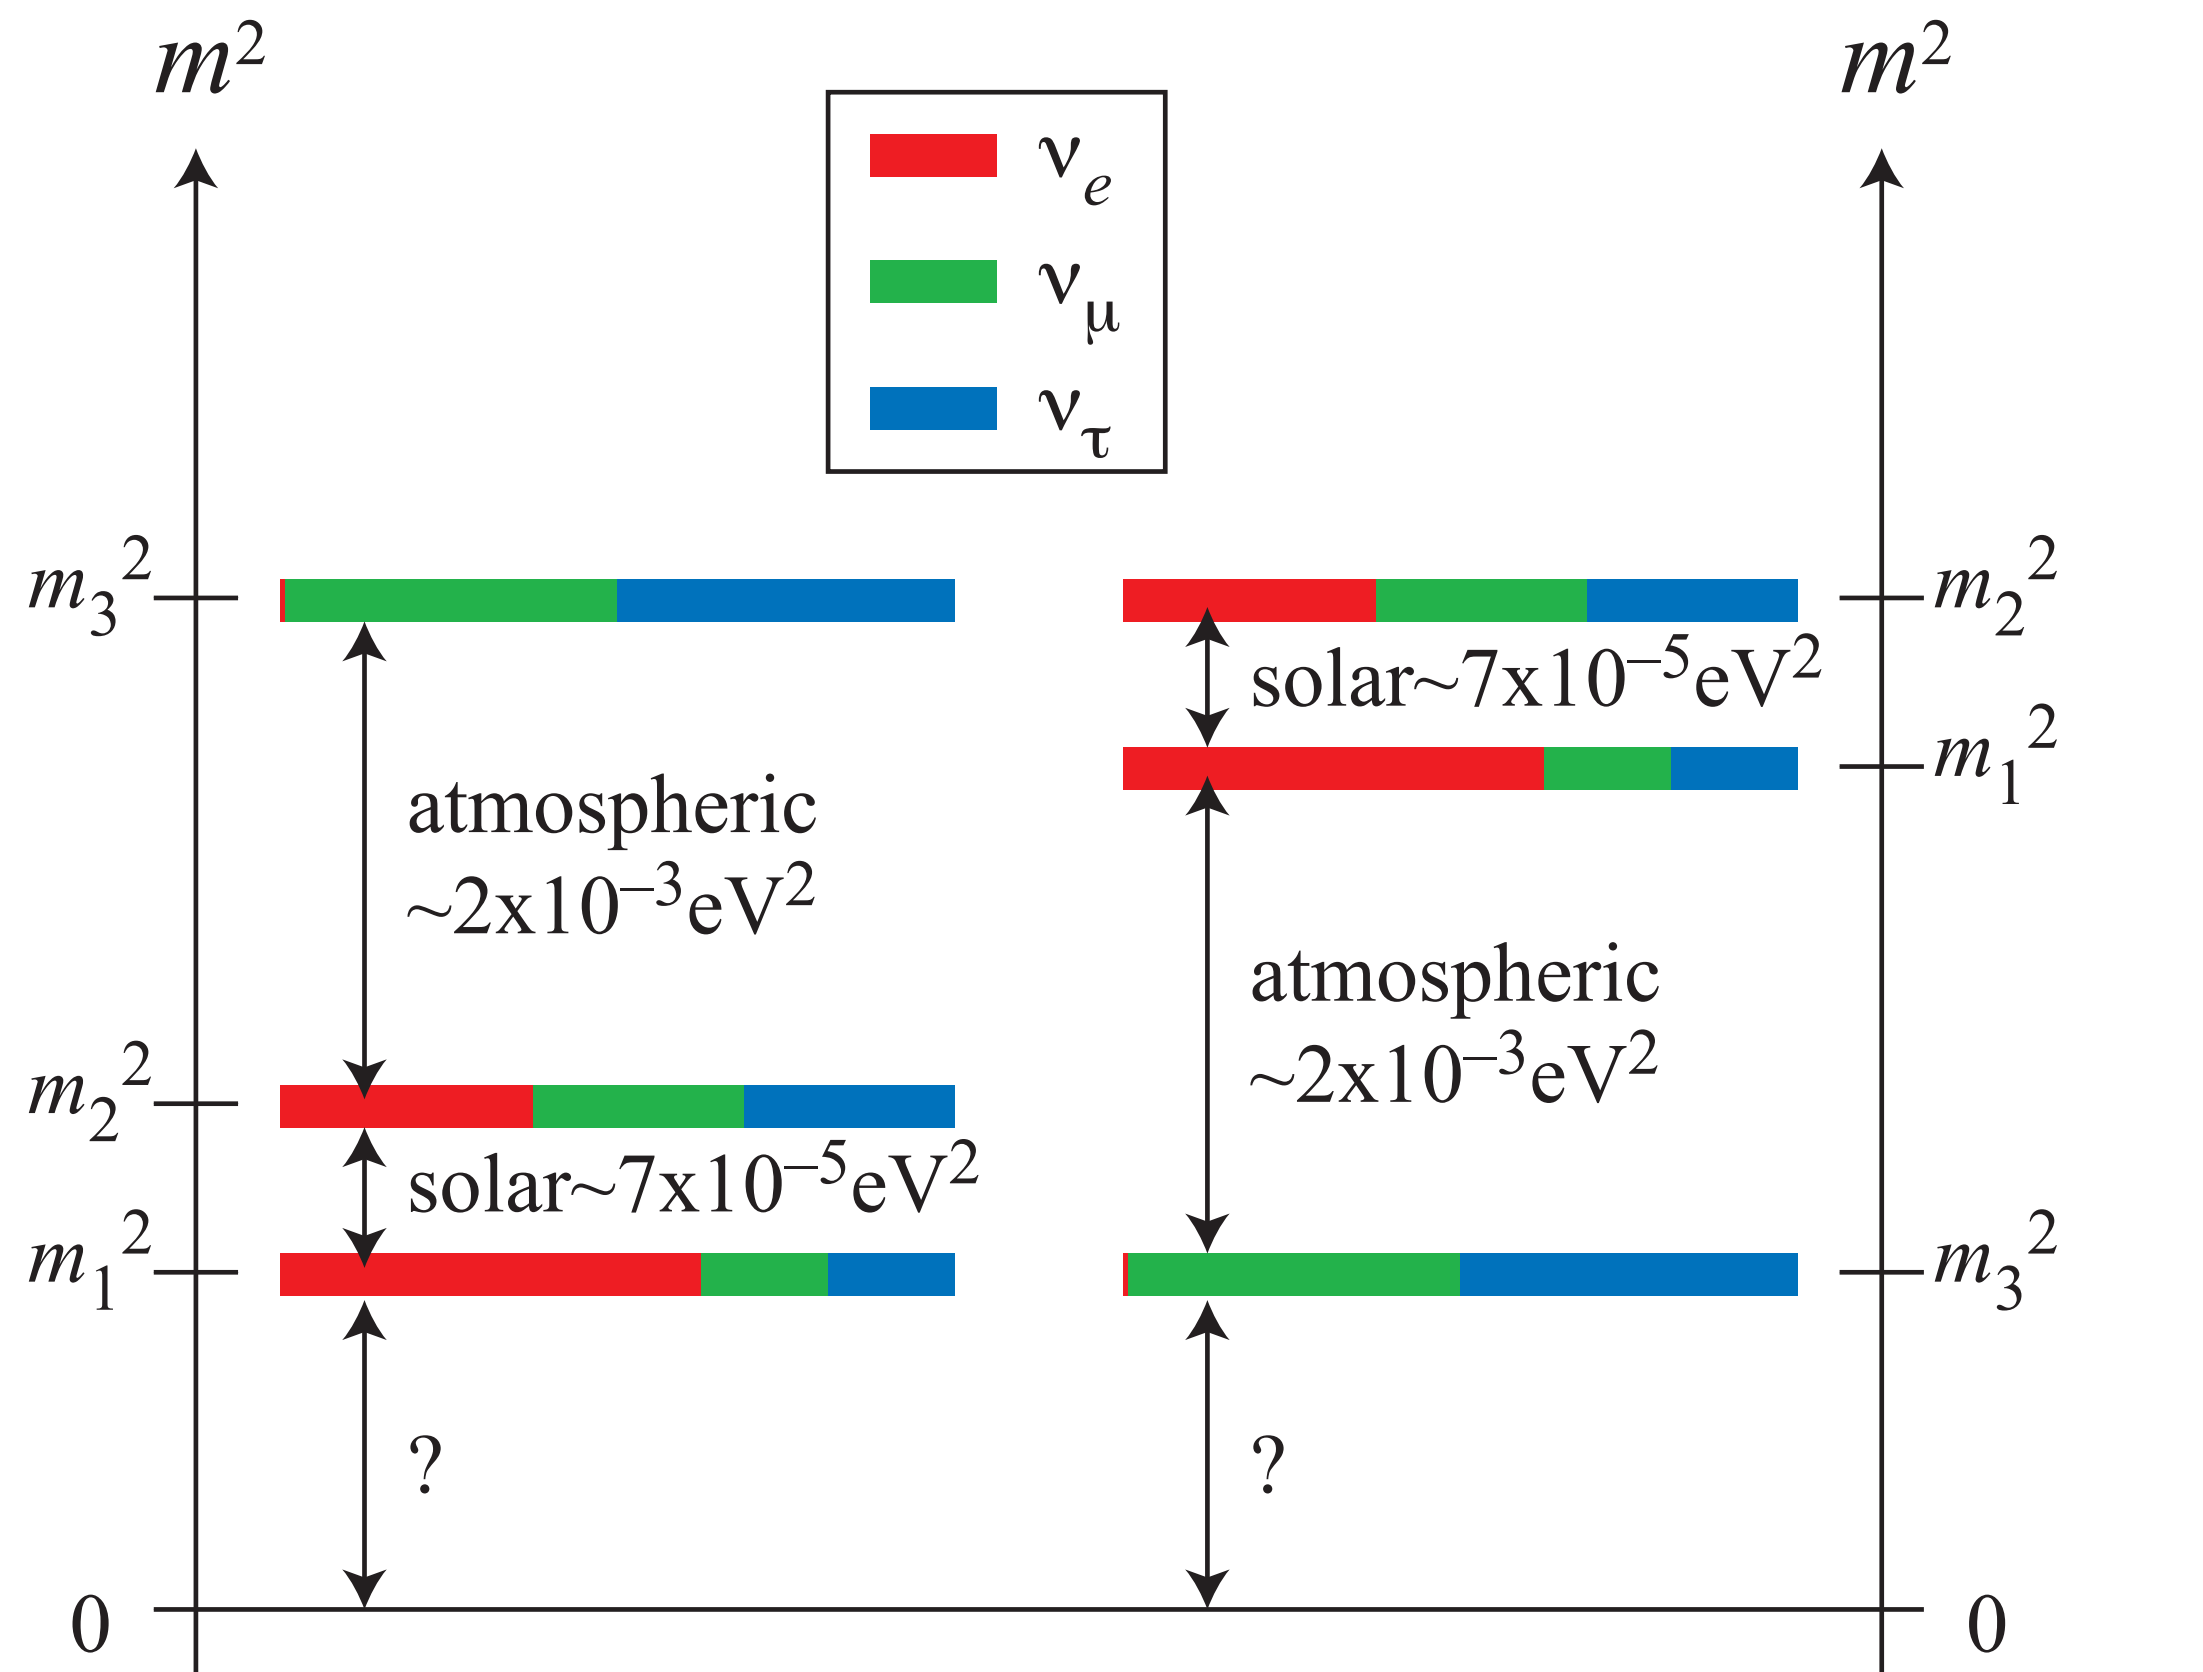 m²
m²
νe
νμ
ντ
m₃²
m₂²
solar~7x10⁻⁵eV²
m₁²
atmospheric
~2x10⁻³eV²
atmospheric
~2x10⁻³eV²
m₂²
solar~7x10⁻⁵eV²
m₁²
m₃²
?
?
0
0